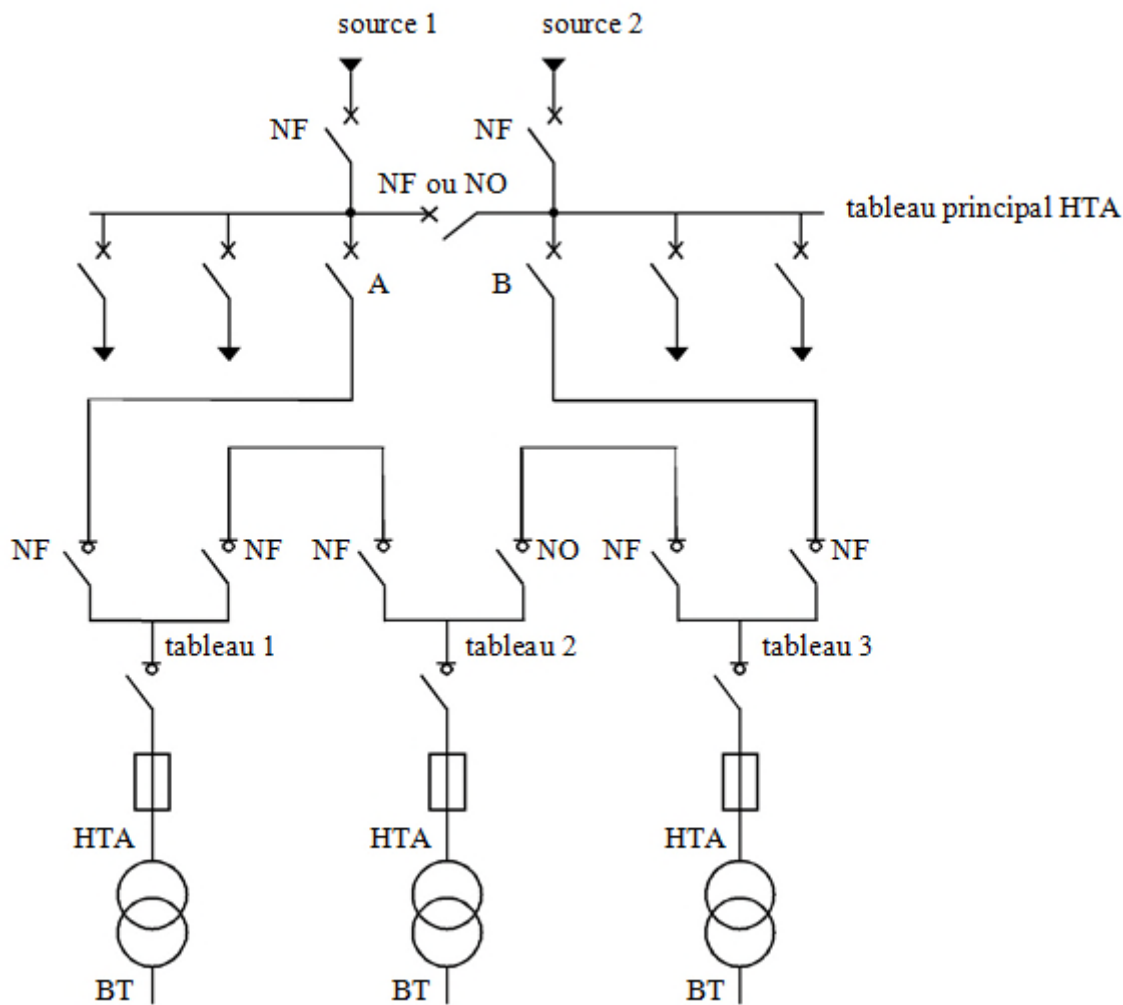 source 1
source 2
NF
NF
NF ou NO
tableau principal HTA
A
B
NF
NF
NF
NO
NF
NF
tableau 1
tableau 2
tableau 3
HTA
HTA
HTA
BT
BT
BT